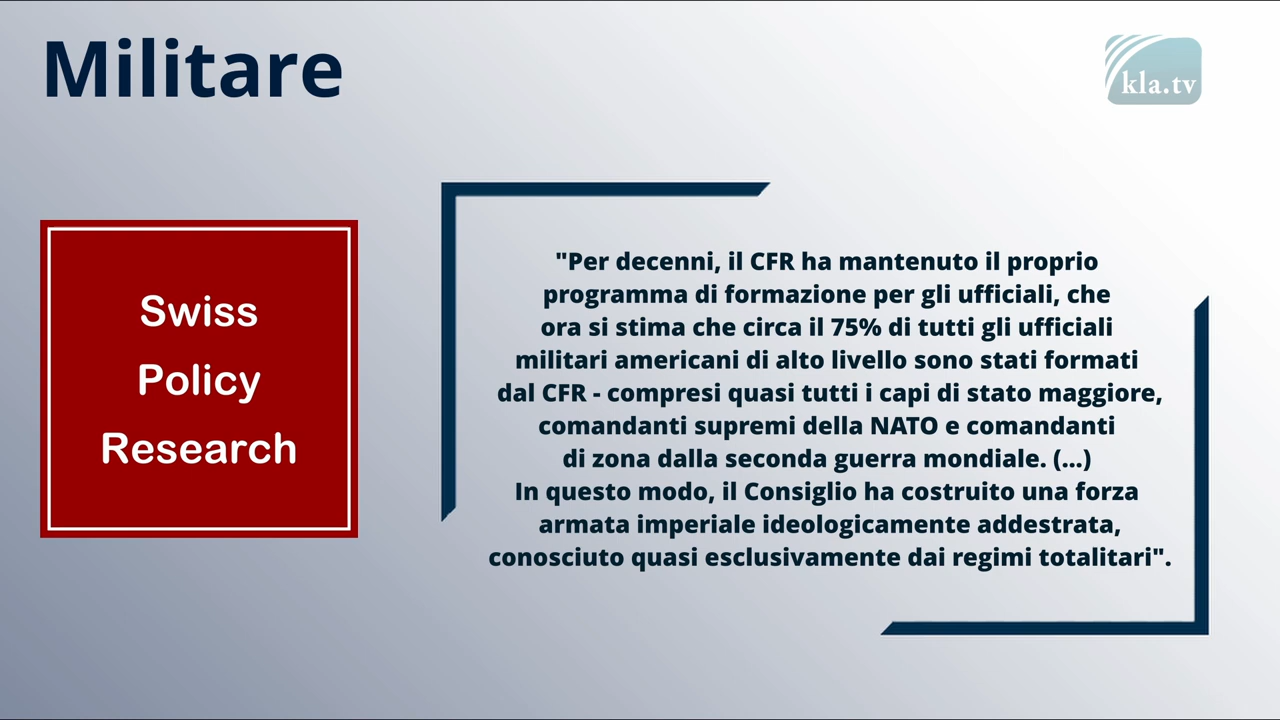 Militare
kla.tv
Swiss
Policy
Research
"Per decenni, il CFR ha mantenuto il proprio
programma di formazione per gli ufficiali, che
ora si stima che circa il 75% di tutti gli ufficiali
militari americani di alto livello sono stati formati
dal CFR - compresi quasi tutti i capi di stato maggiore,
comandanti supremi della NATO e comandanti
di zona dalla seconda guerra mondiale. (...)
In questo modo, il Consiglio ha costruito una forza
armata imperiale ideologicamente addestrata,
conosciuto quasi esclusivamente dai regimi totalitari".